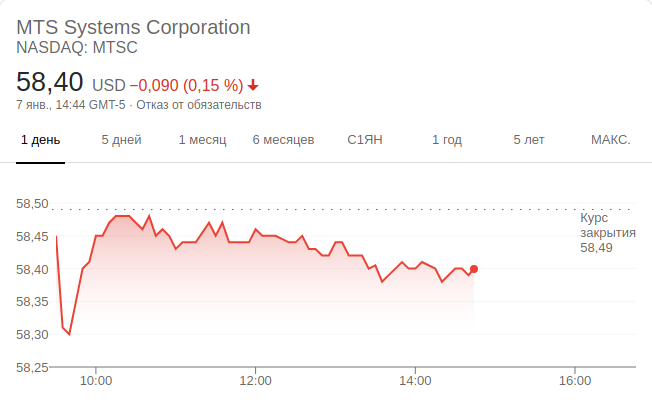 MTS Systems Corporation
NASDAQ: MTSC
58,40 USD −0,090 (0,15 %)
7 янв., 14:44 GMT-5 · Отказ от обязательств
1 день 5 дней 1 месяц 6 месяцев С1ЯН 1 год 5 лет МАКС.
58,50
Курс
закрытия
58,49
58,45
58,40
58,35
58,30
58,25
10:00 12:00 14:00 16:00